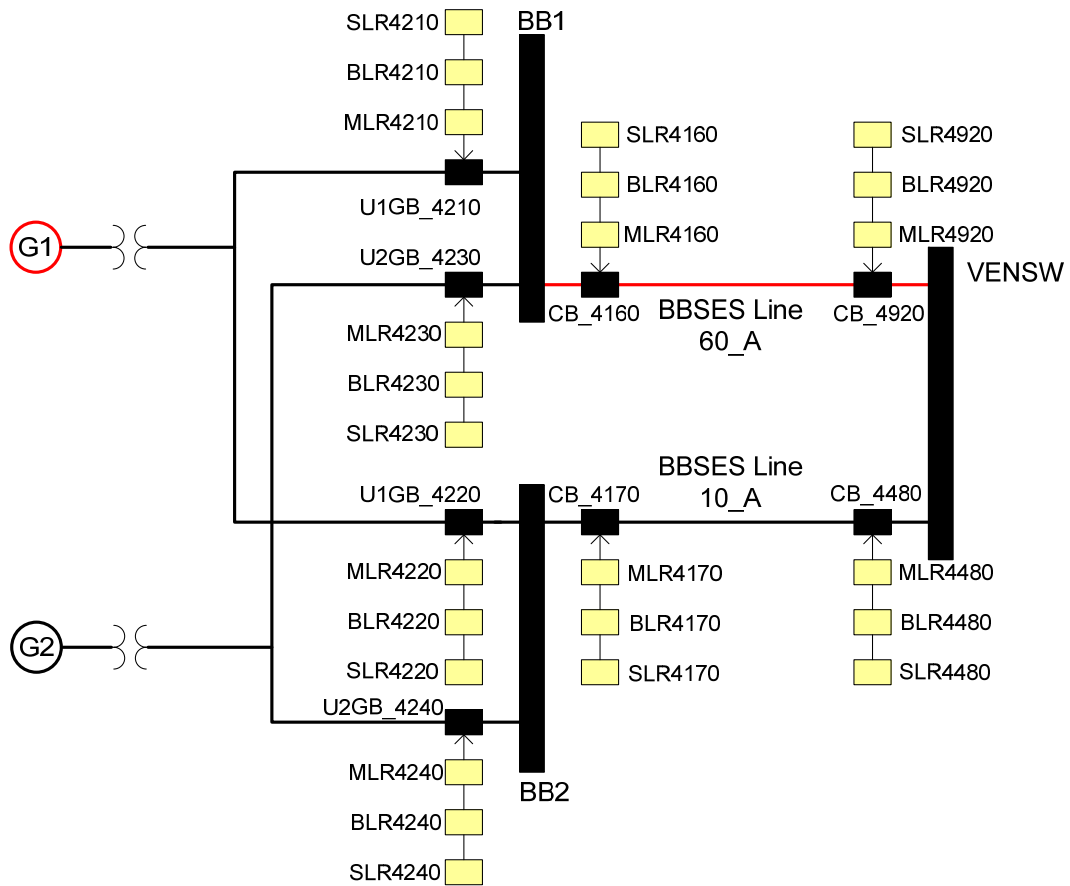 SLR4210
BB1
BLR4210
MLR4210
SLR4160
SLR4920
BLR4160
BLR4920
U1GB_4210
MLR4160
MLR4920
G1
U2GB_4230
VENSW
CB_4160
BBSES Line
60_A
CB_4920
MLR4230
BLR4230
SLR4230
BBSES Line
10_A
U1GB_4220
CB_4170
CB_4480
MLR4220
MLR4170
MLR4480
BLR4220
BLR4170
BLR4480
G2
SLR4220
SLR4170
SLR4480
U2GB_4240
MLR4240
BB2
BLR4240
SLR4240